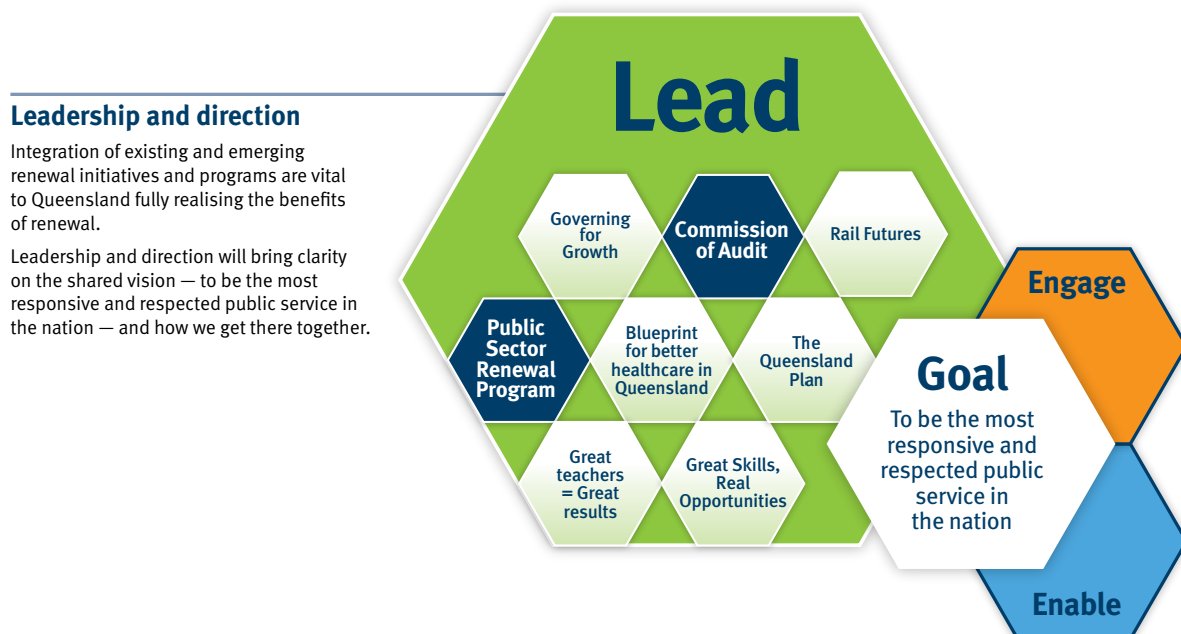 Leadership and direction
Integration of existing and emerging
renewal initiatives and programs are vital
to Queensland fully realising the benefits
of renewal.
Leadership and direction will bring clarity
on the shared vision — to be the most
responsive and respected public service in
the nation — and how we get there together.
Lead
Governing
for
Growth
Commission
of Audit
Rail Futures
Public
Sector
Renewal
Program
Blueprint
for better
healthcare in
Queensland
The
Queensland
Plan
Great
teachers
= Great
results
Great Skills,
Real
Opportunities
Engage
Goal
To be the most
responsive and
respected public
service in
the nation
Enable